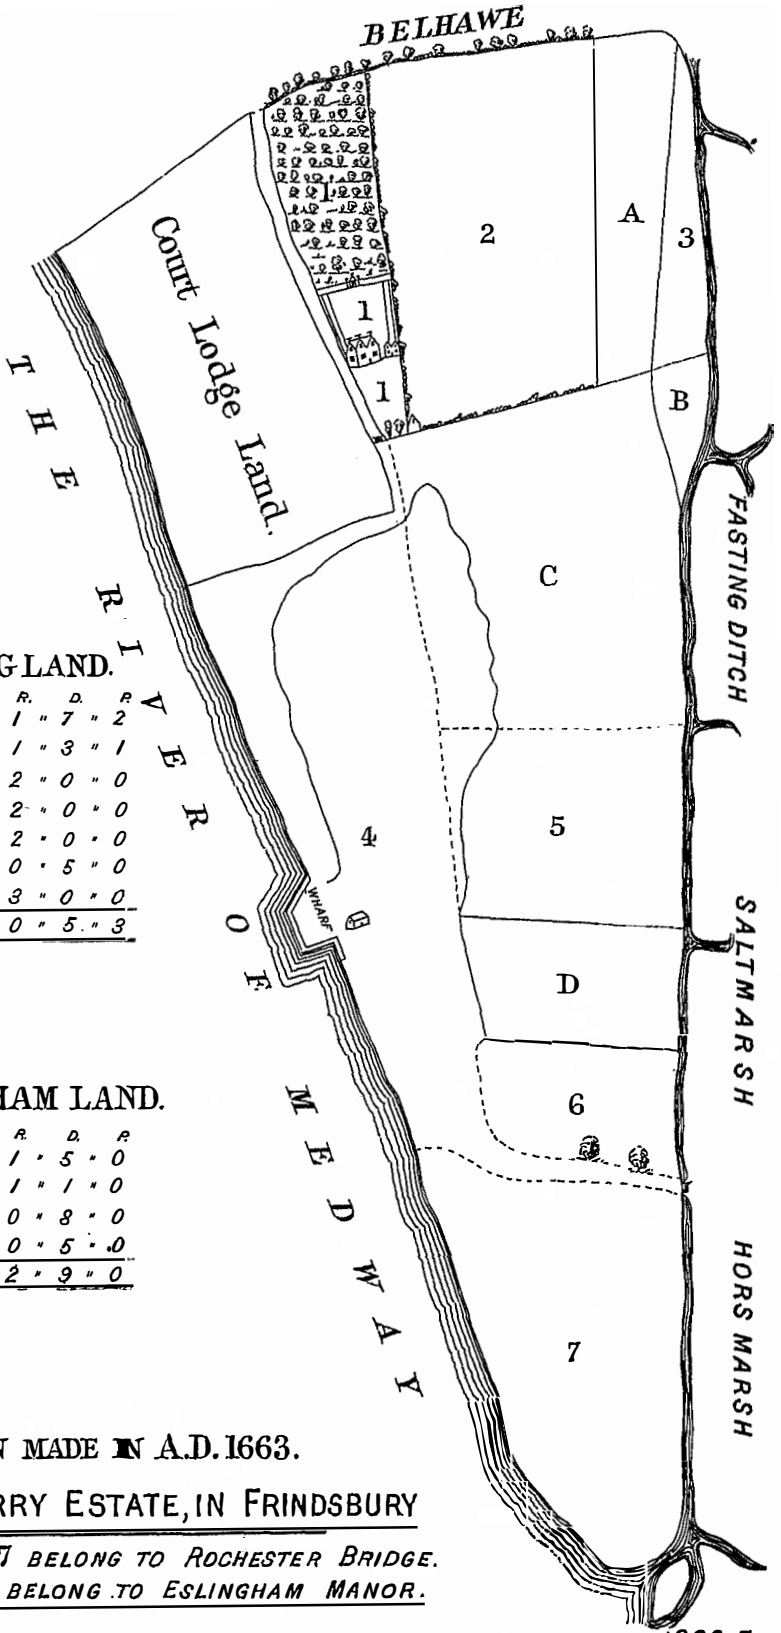 BELHAWE
1
2
A
3
Court Lodge Land.
1
1
B
THE RIVER OF MEDWAY
C
FASTING DITCH
G LAND.
R. D. P.
1 " 7 " 2
1 " 3 " 1
2 " 0 " 0
2 " 0 " 0
2 " 0 " 0
0 " 5 " 0
3 " 0 " 0
0 " 5 " 3
4
5
WHARF
SALTMARSH
D
HAM LAND.
R. D. P.
1 " 5 " 0
1 " 1 " 0
0 " 8 " 0
0 " 5 " 0
2 " 9 " 0
6
HORS MARSH
7
N MADE IN A.D. 1663.
RRY ESTATE, IN FRINDSBURY
7 BELONG TO ROCHESTER BRIDGE.
BELONG TO ESLINGHAM MANOR.